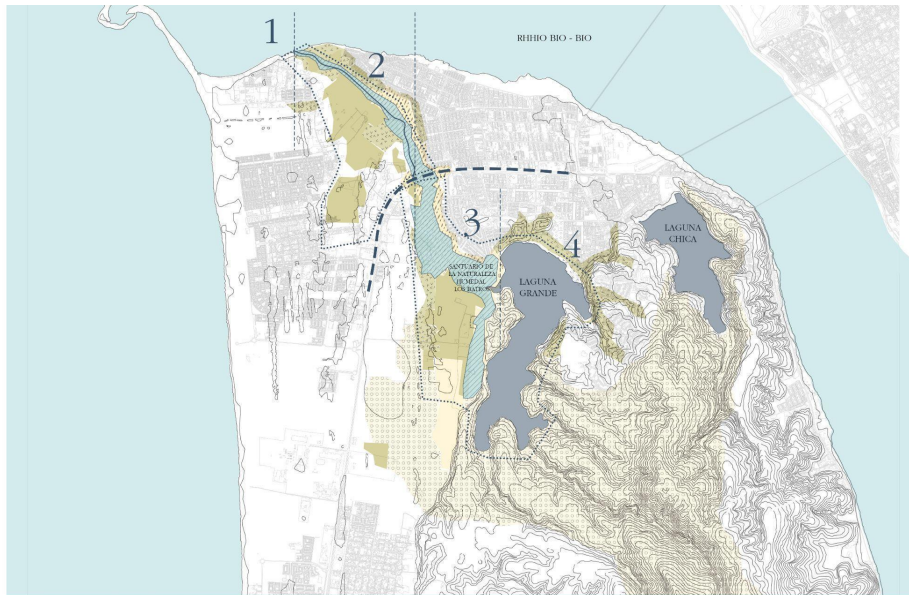 1
2
RHHIO BIO - BIO
3
4
LAGUNA
CHICA
SANTUARIO DE
LA NATURALEZA
HUMEDAL
LOS BATROS
LAGUNA
GRANDE